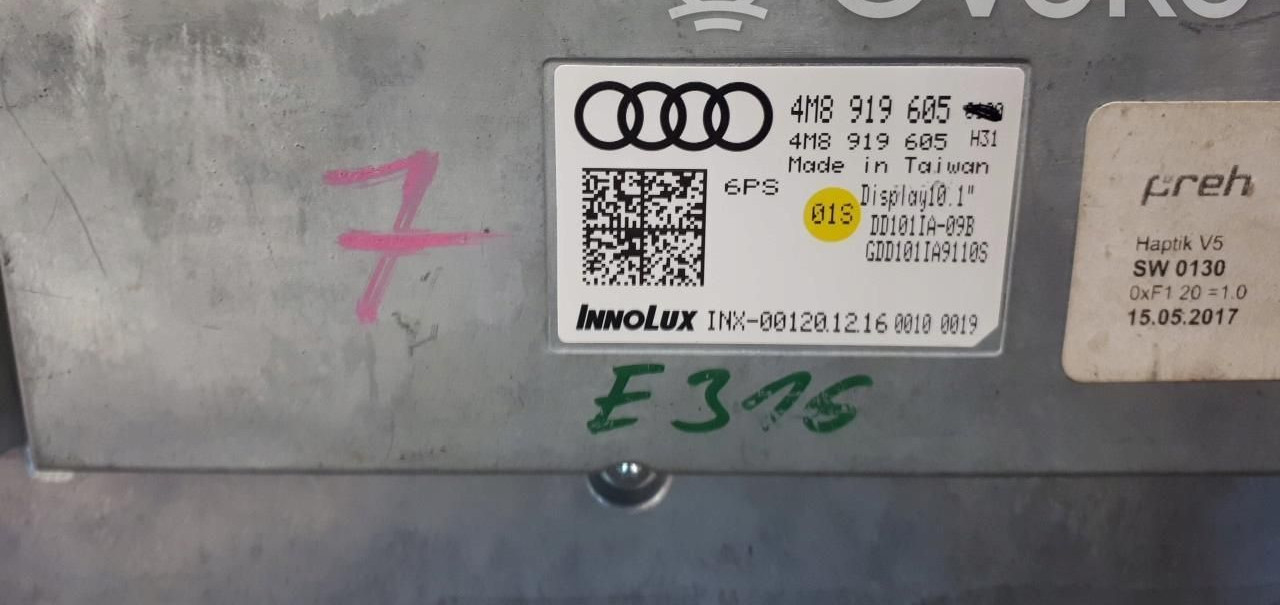 4M8 919 605
4M8 919 605 H31
Made in Taiwan
6PS
01S
Display10.1"
DD101IA-09B
GDD101IA9110S
INNOLUX INX-00120.12.16 0010 0019
preh
Haptik V5
SW 0130
0xF1 20 =1.0
15.05.2017
7
E 316